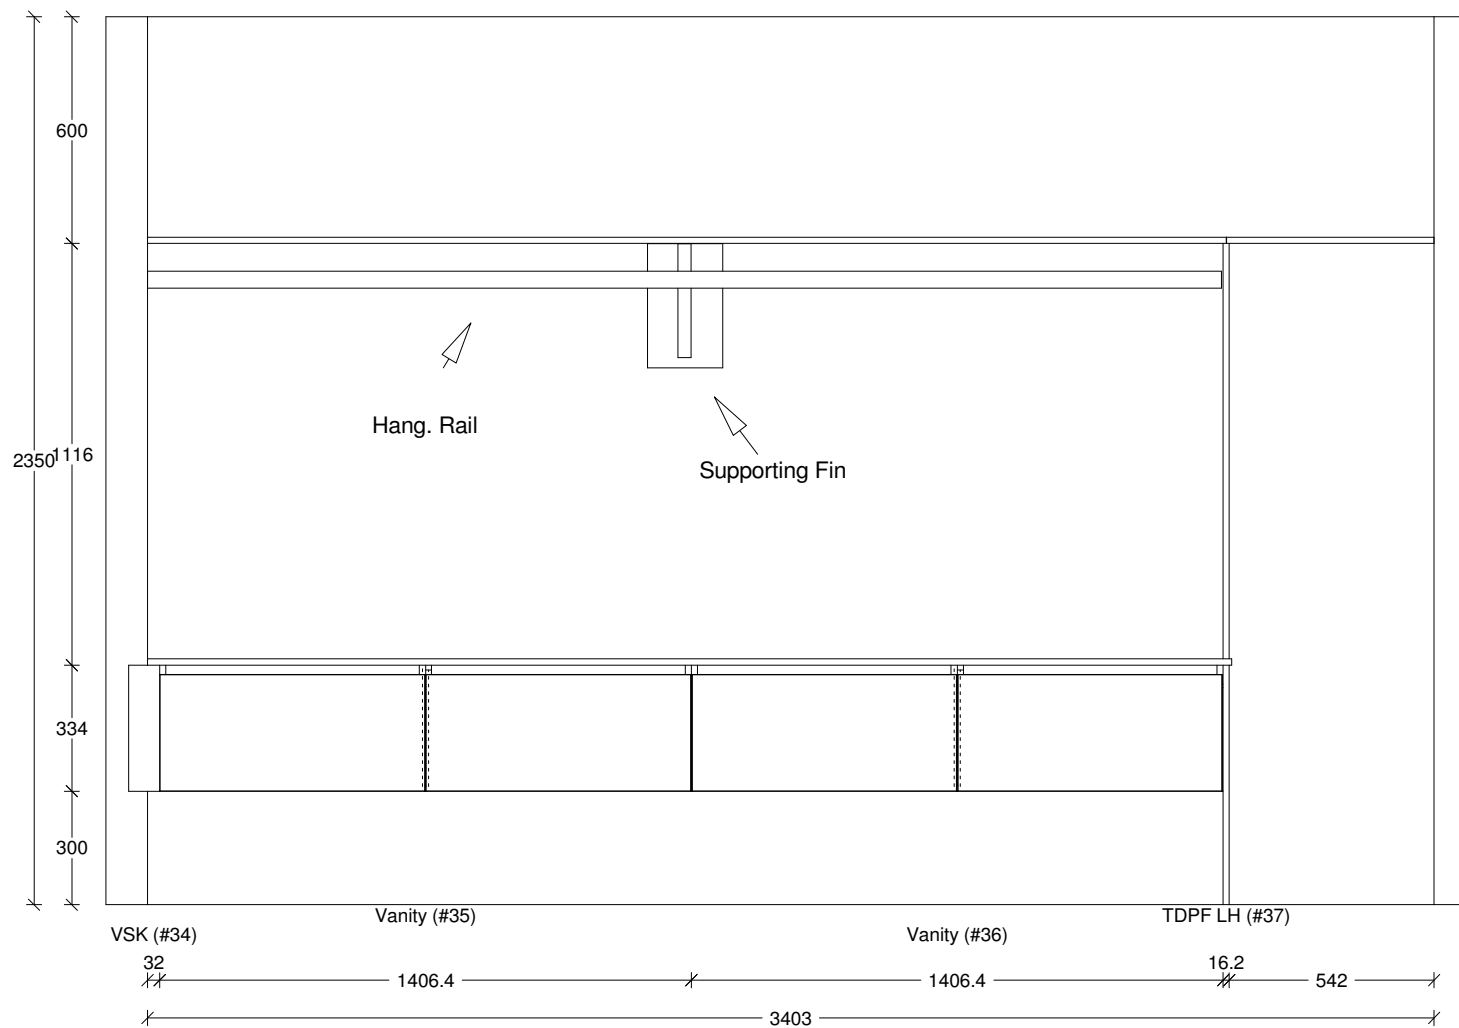 600
2350
1116
Hang. Rail
Supporting Fin
334
300
Vanity (#35)
TDPF LH (#37)
VSK (#34)
Vanity (#36)
32
16.2
1406.4
1406.4
542
3403